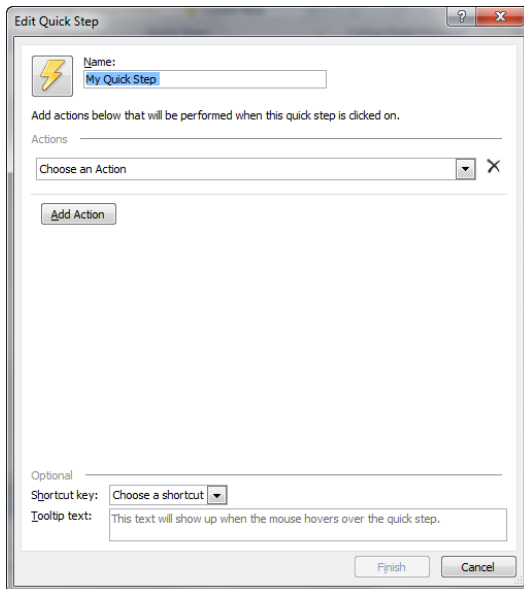 Edit Quick Step
Name:
My Quick Step
Add actions below that will be performed when this quick step is clicked on.
Actions
Choose an Action
Add Action
Optional
Shortcut key: Choose a shortcut
Tooltip text: This text will show up when the mouse hovers over the quick step.
Finish Cancel